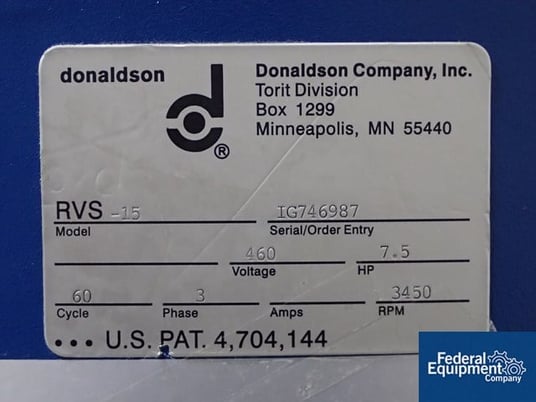 donaldson
d
®
Donaldson Company, Inc.
Torit Division
Box 1299
Minneapolis, MN 55440
RVS -15
Model
IG746987
Serial/Order Entry
460
Voltage
7.5
HP
60
Cycle
3
Phase
Amps
3450
RPM
••• U.S. PAT. 4,704,144
Federal
Equipment
Company